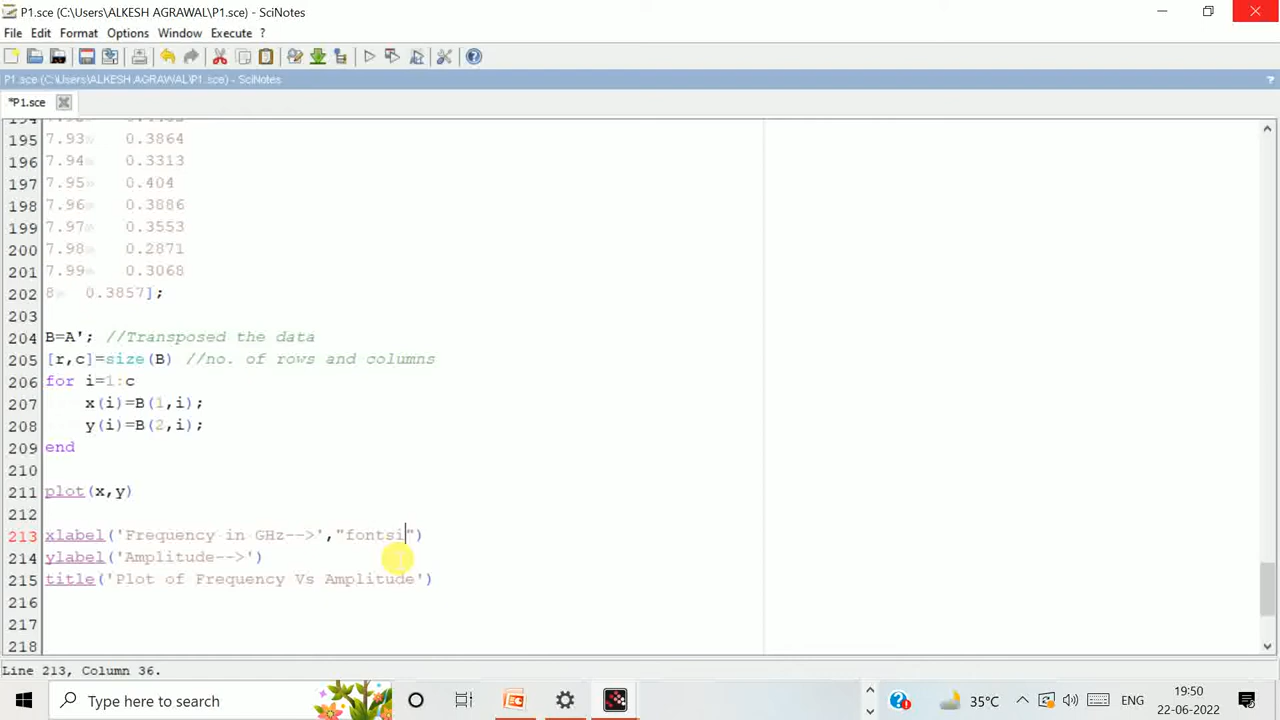 P1.sce (C:\Users\ALKESH AGRAWAL\P1.sce) - SciNotes
File Edit Format Options Window Execute ?
P1.sce (C:\Users\ALKESH AGRAWAL\P1.sce) - SciNotes ?
*P1.sce
195 7.93 0.3864
196 7.94 0.3313
197 7.95 0.404
198 7.96 0.3886
199 7.97 0.3553
200 7.98 0.2871
201 7.99 0.3068
202 8 0.3857];
203
204 B=A'; //Transposed the data
205 [r,c]=size(B) //no. of rows and columns
206 for i=1:c
207 x(i)=B(1,i);
208 y(i)=B(2,i);
209 end
210
211 plot(x,y)
212
213 xlabel('Frequency in GHz-->',"fontsi")
214 ylabel('Amplitude-->')
215 title('Plot of Frequency Vs Amplitude')
216
217
218
Line 213, Column 36.
Type here to search
35°C
ENG
19:50
22-06-2022